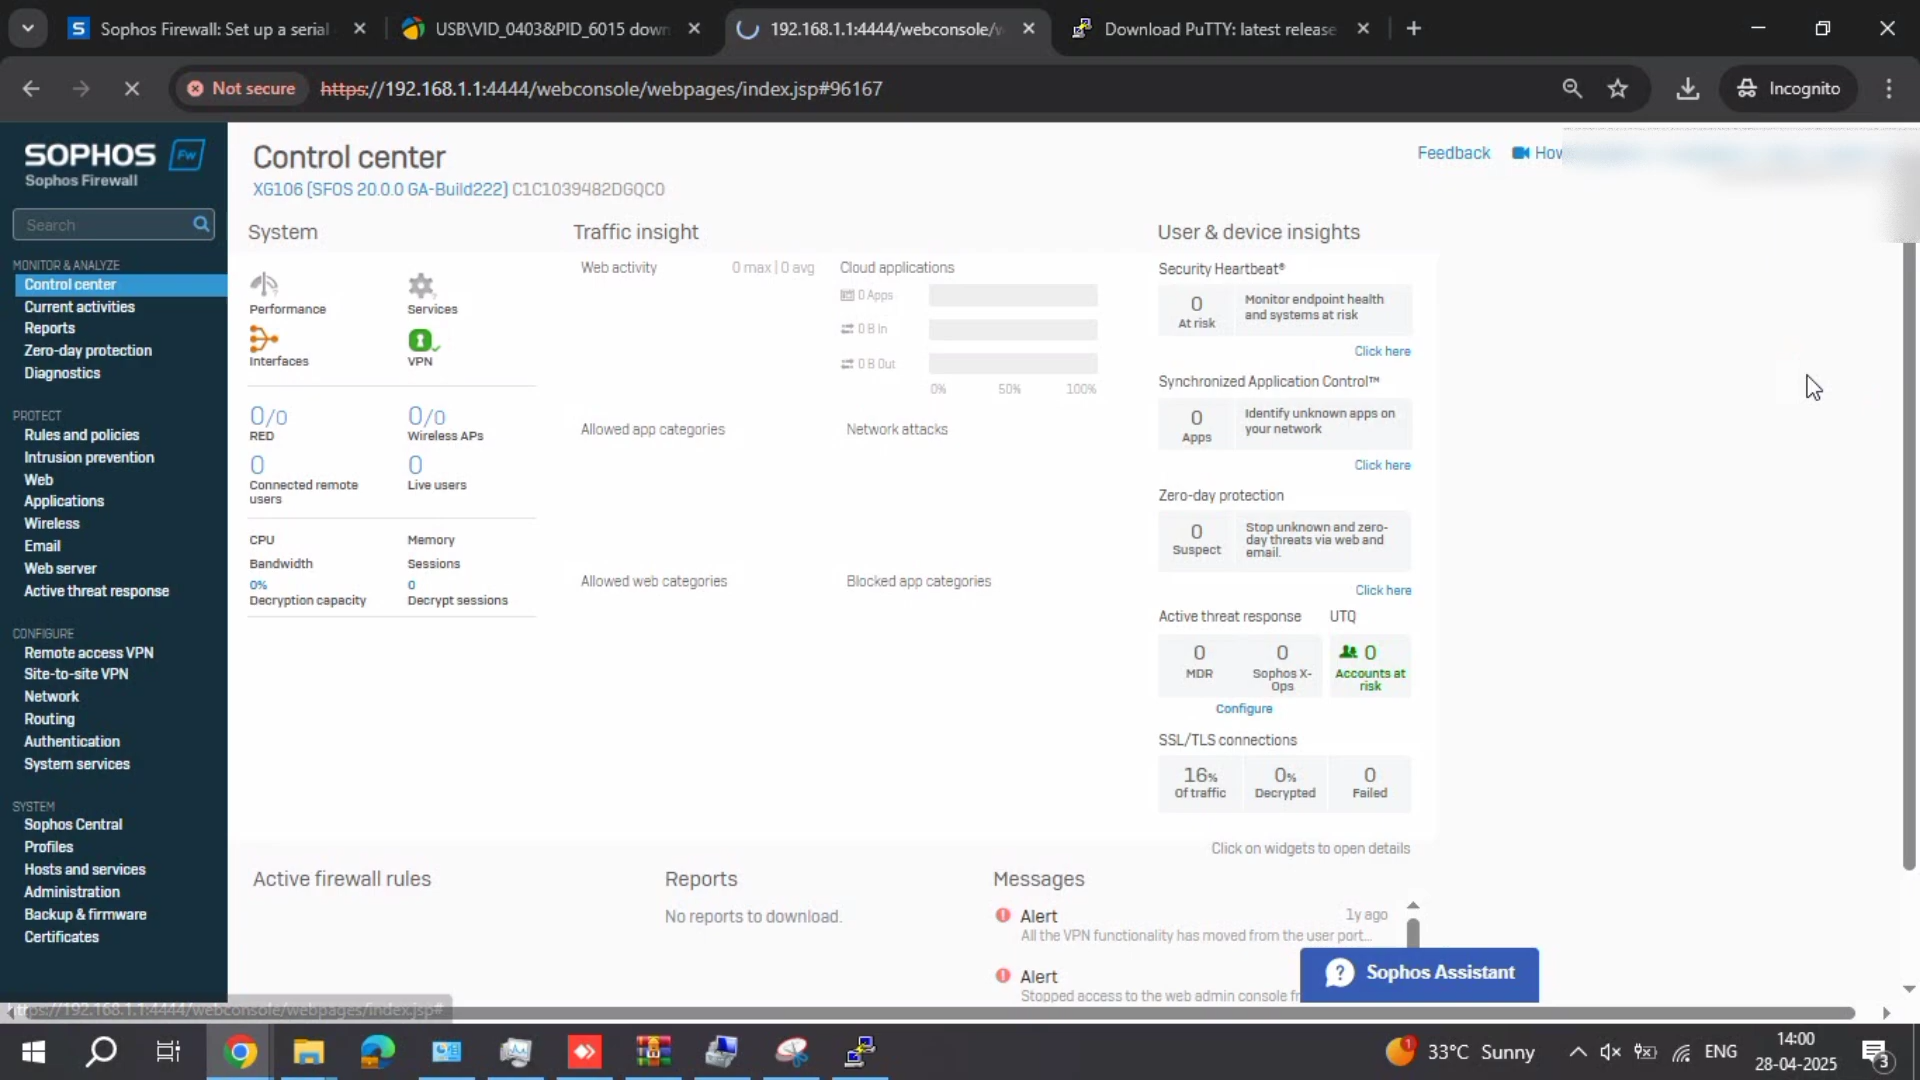 Sophos Firewall: Set up a serial
USB\VID_0403&PID_6015 down
192.168.1.1:4444/webconsole/w
Download PuTTY: latest release
Not secure
https://192.168.1.1:4444/webconsole/webpages/index.jsp#96167
Incognito
SOPHOS FW
Sophos Firewall
Search
MONITOR & ANALYZE
Control center
Current activities
Reports
Zero-day protection
Diagnostics
PROTECT
Rules and policies
Intrusion prevention
Web
Applications
Wireless
Email
Web server
Active threat response
CONFIGURE
Remote access VPN
Site-to-site VPN
Network
Routing
Authentication
System services
SYSTEM
Sophos Central
Profiles
Hosts and services
Administration
Backup & firmware
Certificates
Control center
XG106 (SFOS 20.0.0 GA-Build222) C1C1039482DGQC0
Feedback
How
System
Performance
Services
Interfaces
VPN
0/0
RED
0/0
Wireless APs
0
Connected remote
users
0
Live users
CPU
Memory
Bandwidth
Sessions
0%
Decryption capacity
0
Decrypt sessions
Traffic insight
Web activity
0 max | 0 avg
Cloud applications
0 Apps
0 B In
0 B Out
0%
50%
100%
Allowed app categories
Network attacks
Allowed web categories
Blocked app categories
User & device insights
Security Heartbeat®
0
At risk
Monitor endpoint health
and systems at risk
Click here
Synchronized Application Control™
0
Apps
Identify unknown apps on
your network
Click here
Zero-day protection
0
Suspect
Stop unknown and zero-
day threats via web and
email.
Click here
Active threat response
UTQ
0
MDR
0
Sophos X-
Ops
0
Accounts at
risk
Configure
SSL/TLS connections
16%
Of traffic
0%
Decrypted
0
Failed
Click on widgets to open details
Active firewall rules
Reports
No reports to download.
Messages
Alert
1y ago
All the VPN functionality has moved from the user port...
Alert
Stopped access to the web admin console fr
Sophos Assistant
https://192.168.1.1:4444/webconsole/webpages/index.jsp#
1
33°C Sunny
ENG
14:00
28-04-2025
3